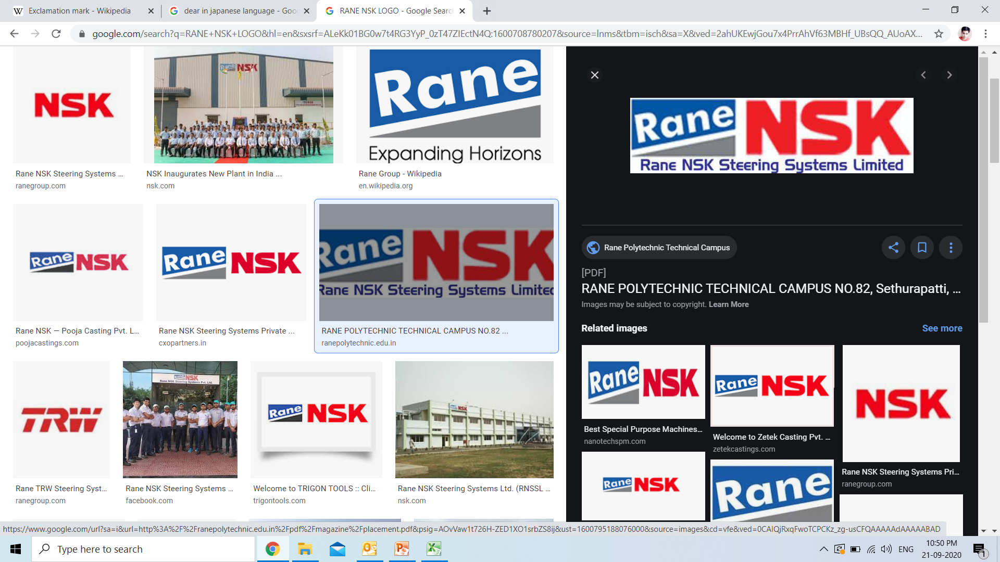 Exclamation mark - Wikipedia
dear in japanese language - Goo
RANE NSK LOGO - Google Search
google.com/search?q=RANE+NSK+LOGO&hl=en&sxsrf=ALeKk01BG0w7t4RG3YyP_0zT47ZIEctN4Q:1600708780207&source=lnms&tbm=isch&sa=X&ved=2ahUKEwjGou7x4PrrAhVf63MBHf_UBsQQ_AUoAX...
NSK
Rane NSK
Rane
Expanding Horizons
Rane NSK Steering Systems ...
ranegroup.com
NSK Inaugurates New Plant in India ...
nsk.com
Rane Group - Wikipedia
en.wikipedia.org
Rane NSK
Rane NSK
Rane NSK
Rane NSK Steering Systems Limited
Rane NSK — Pooja Casting Pvt. L...
poojacastings.com
Rane NSK Steering Systems Private ...
cxopartners.in
RANE POLYTECHNIC TECHNICAL CAMPUS NO.82 ...
ranepolytechnic.edu.in
TRW
Rane NSK
Rane NSK Steering Systems Pvt. Ltd.
Rane NSK
NSK
Rane TRW Steering Syst...
ranegroup.com
Rane NSK Steering Systems ...
facebook.com
Welcome to TRIGON TOOLS :: Cli...
trigontools.com
Rane NSK Steering Systems Ltd. (RNSSL ...
nsk.com
Rane NSK
Rane NSK Steering Systems Limited
Rane Polytechnic Technical Campus
[PDF]
RANE POLYTECHNIC TECHNICAL CAMPUS NO.82, Sethurapatti, ...
Images may be subject to copyright. Learn More
Related images
See more
Rane NSK
Rane NSK
NSK
Best Special Purpose Machines...
nanotechspm.com
Welcome to Zetek Casting Pvt. ...
zetekcastings.com
Rane NSK Steering Systems Pri...
ranegroup.com
Rane NSK
Rane
https://www.google.com/url?sa=i&url=http%3A%2F%2Franepolytechnic.edu.in%2Fpdf%2Fmagazine%2Fplacement.pdf&psig=AOvVaw1t726H-ZED1XO1srbZS8ij&ust=1600795188076000&source=images&cd=vfe&ved=0CAIQjRxqFwoTCPCKz_zg-usCFQAAAAAdAAAAABAD
Type here to search
ENG
10:50 PM
21-09-2020
1